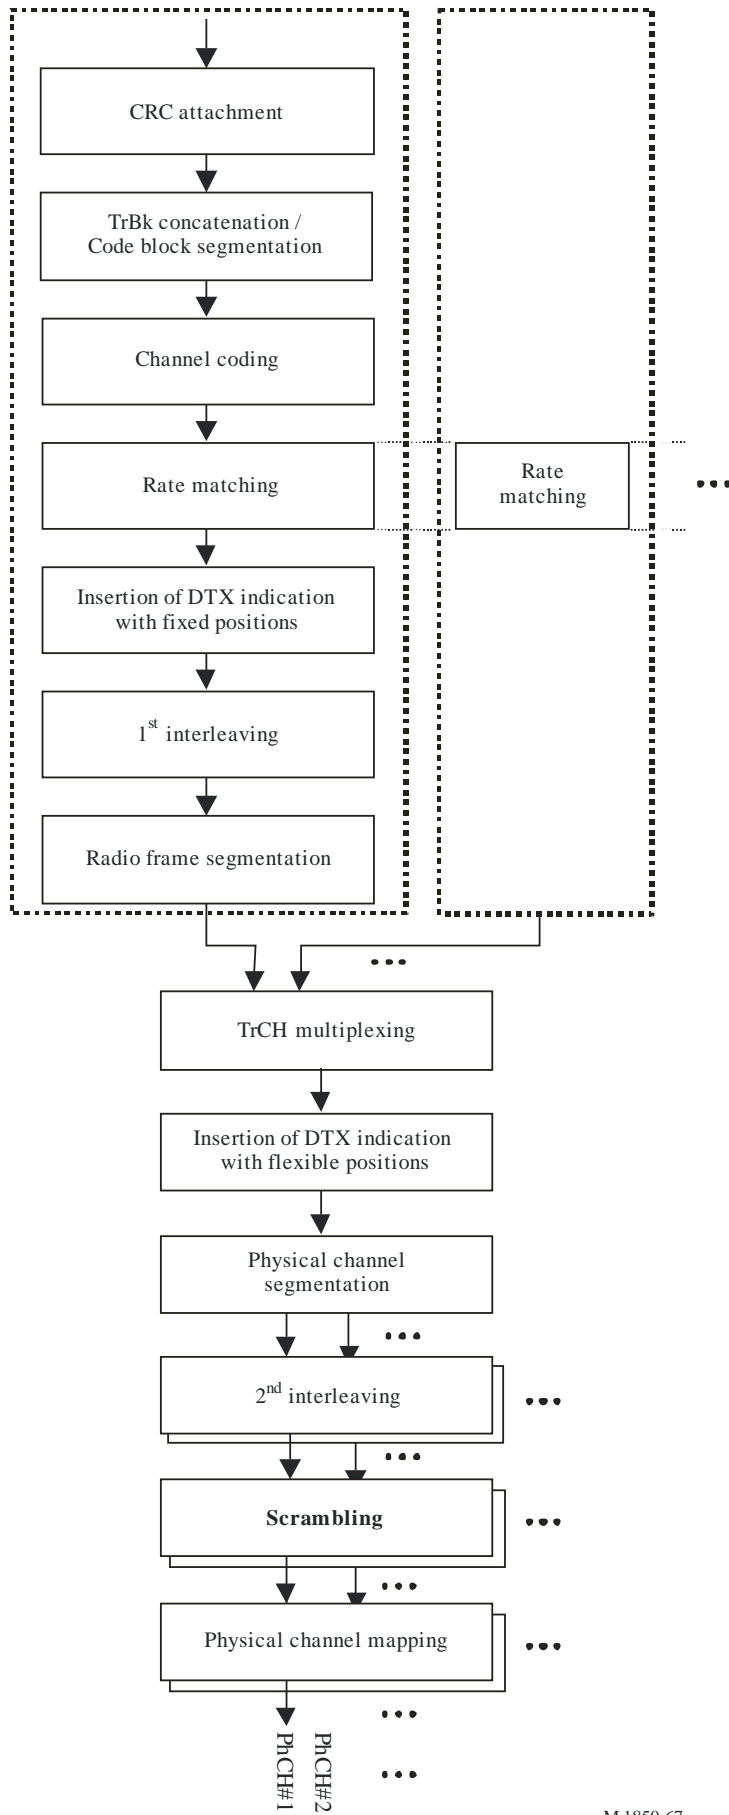 CRC attachment
TrBk concatenation /
Code block segmentation
Channel coding
Rate matching
Rate
matching
Insertion of DTX indication
with fixed positions
1st interleaving
Radio frame segmentation
TrCH multiplexing
Insertion of DTX indication
with flexible positions
Physical channel
segmentation
2nd interleaving
Scrambling
Physical channel mapping
PhCH#1
PhCH#2
M.1850-67